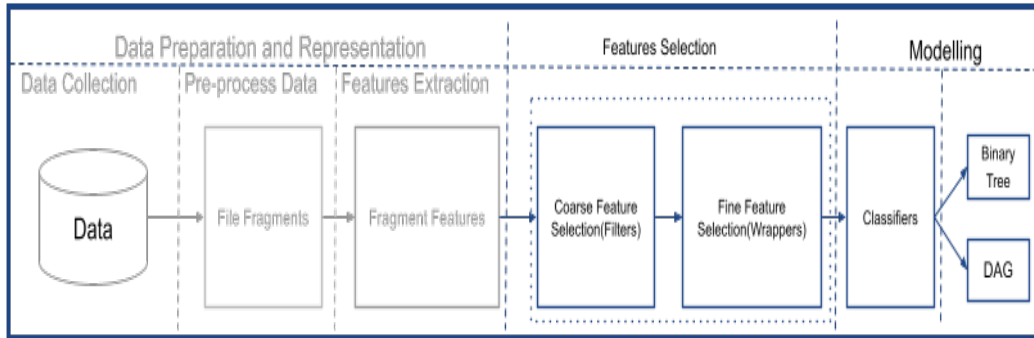 Data Preparation and Representation
Features Selection
Modelling
Data Collection
Pre-process Data
Features Extraction
Data
File Fragments
Fragment Features
Coarse Feature
Selection(Filters)
Fine Feature
Selection(Wrappers)
Classifiers
Binary
Tree
DAG